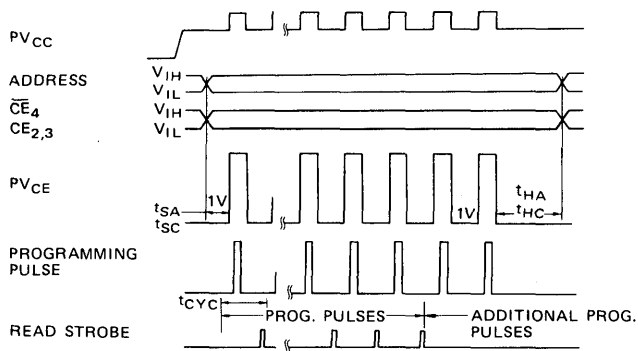 PVCC
ADDRESS
VIH
VIL
CE4
CE2,3
VIH
VIL
PVCE
tSA
tSC
1V
1V
tHA
tHC
PROGRAMMING
PULSE
tCYC
PROG. PULSES
ADDITIONAL PROG.
PULSES
READ STROBE